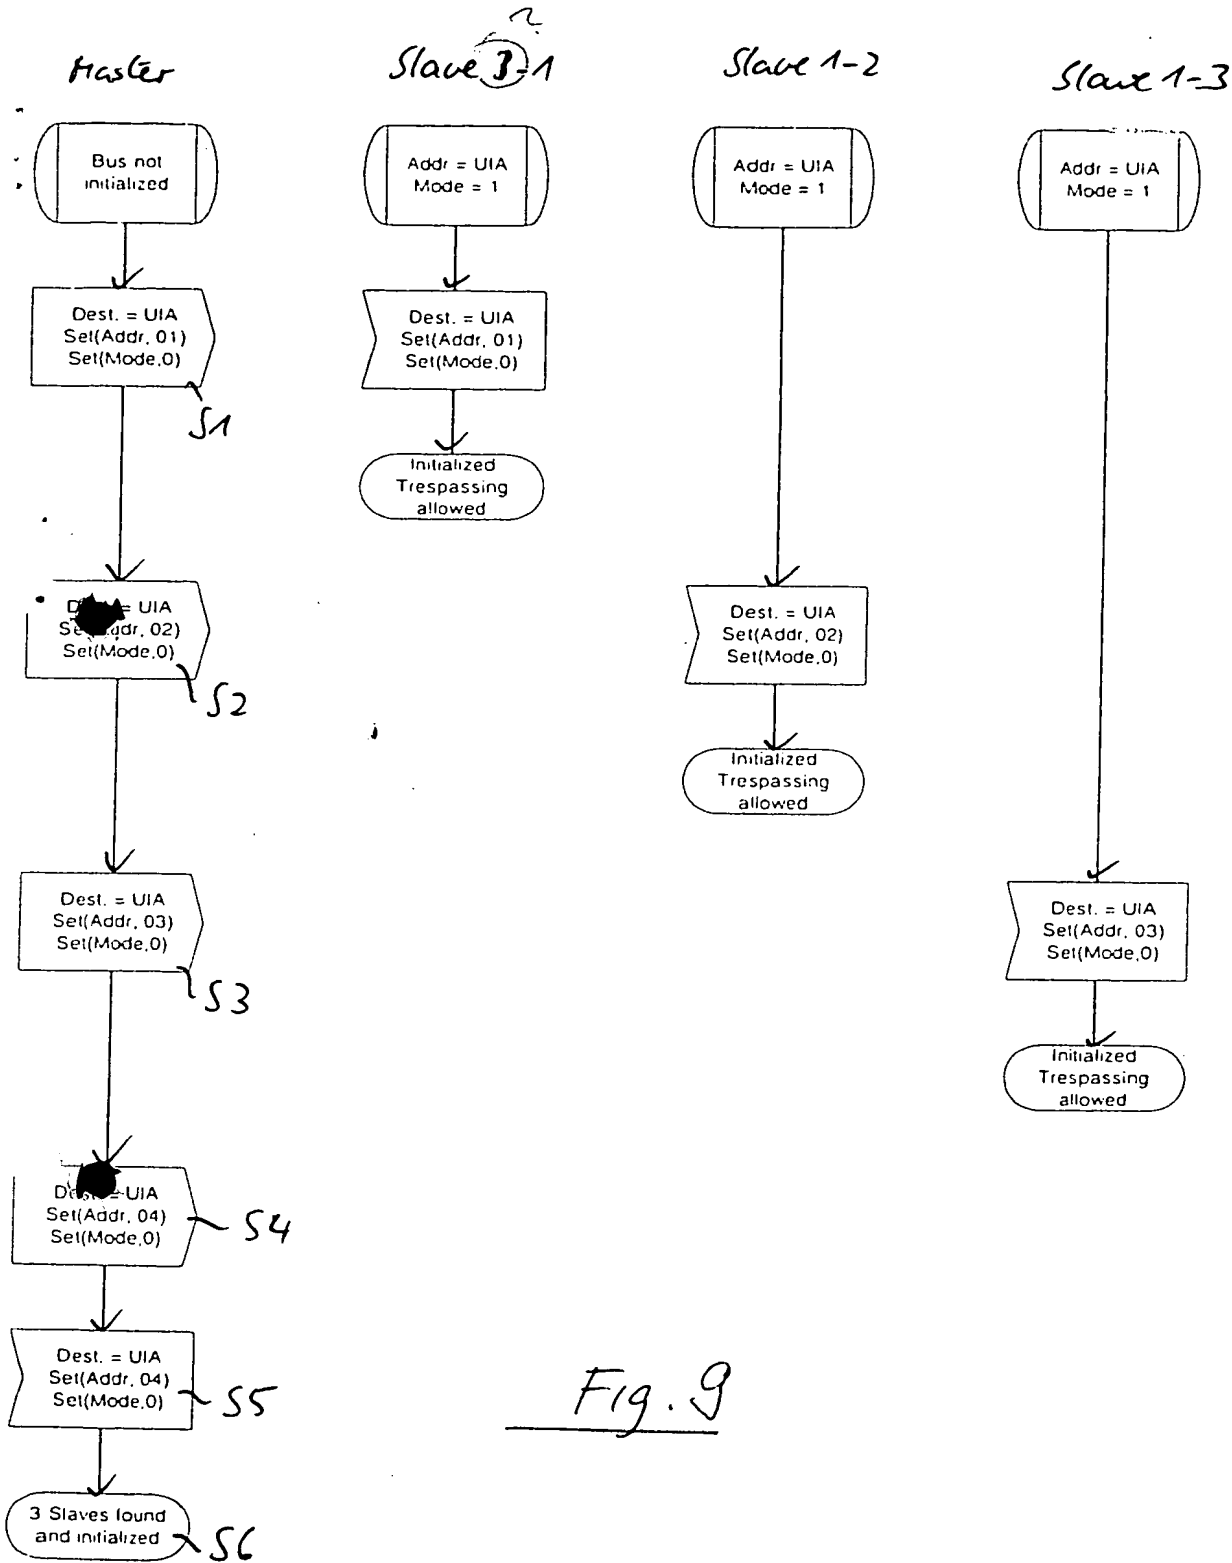 Master
Slave 3-1
Slave 1-2
Slave 1-3
Bus not
initialized
Addr = UIA
Mode = 1
Addr = UIA
Mode = 1
Addr = UIA
Mode = 1
Dest. = UIA
Set(Addr, 01)
Set(Mode,0)
S1
Dest. = UIA
Set(Addr, 01)
Set(Mode,0)
Initialized
Trespassing
allowed
= UIA
02)
Set(Mode,0)
S2
Dest. = UIA
Set(Addr, 02)
Set(Mode,0)
Initialized
Trespassing
allowed
Dest. = UIA
Set(Addr, 03)
Set(Mode,0)
S3
Dest. = UIA
Set(Addr, 03)
Set(Mode,0)
Initialized
Trespassing
allowed
= UIA
Set(Addr, 04)
Set(Mode,0)
S4
Dest. = UIA
Set(Addr, 04)
Set(Mode,0)
S5
3 Slaves found
and initialized
S6
Fig. 9